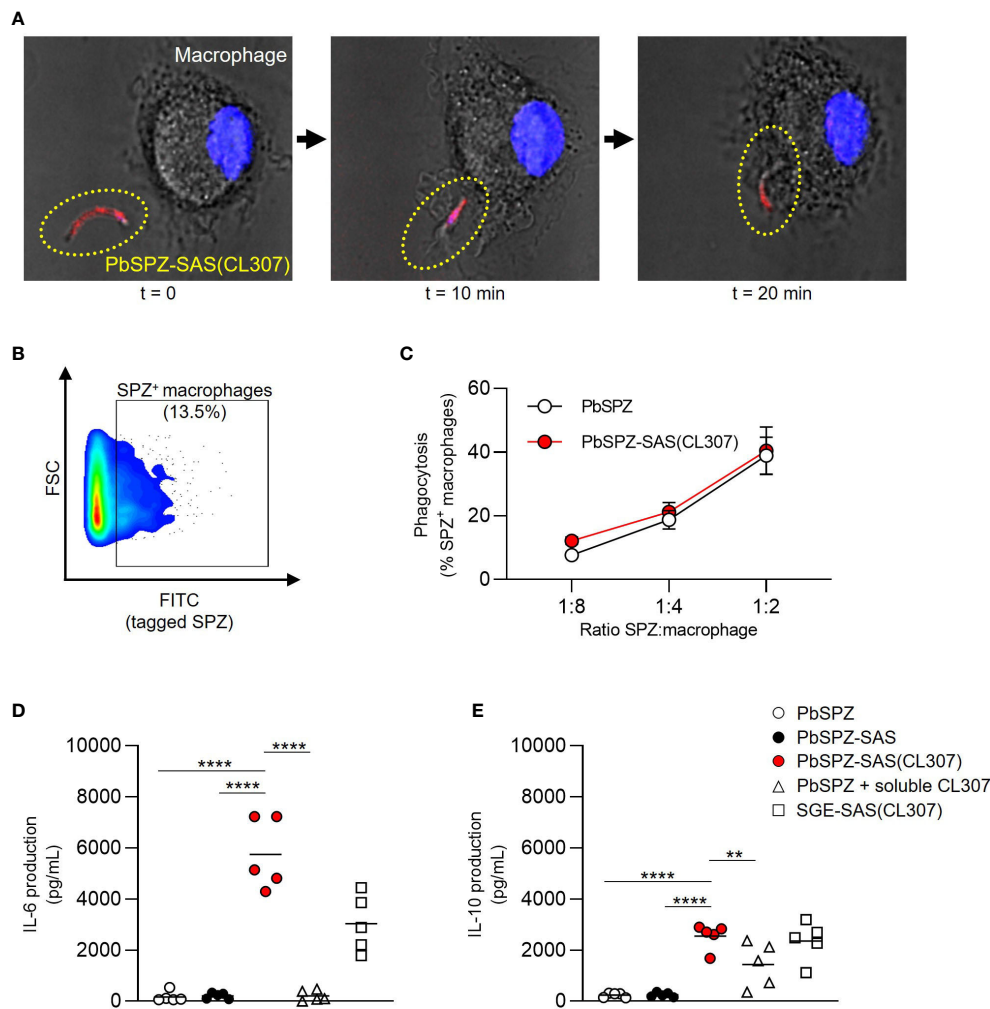 A
Macrophage
PbSPZ-SAS(CL307)
t = 0
t = 10 min
t = 20 min
B
SPZ⁺ macrophages
(13.5%)
FSC
FITC
(tagged SPZ)
C
Phagocytosis
(% SPZ⁺ macrophages)
60
40
20
0
PbSPZ
PbSPZ-SAS(CL307)
1:8
1:4
1:2
Ratio SPZ:macrophage
D
IL-6 production
(pg/mL)
10000
8000
6000
4000
2000
0
****
****
****
E
IL-10 production
(pg/mL)
10000
8000
6000
4000
2000
0
**
****
****
PbSPZ
PbSPZ-SAS
PbSPZ-SAS(CL307)
PbSPZ + soluble CL307
SGE-SAS(CL307)